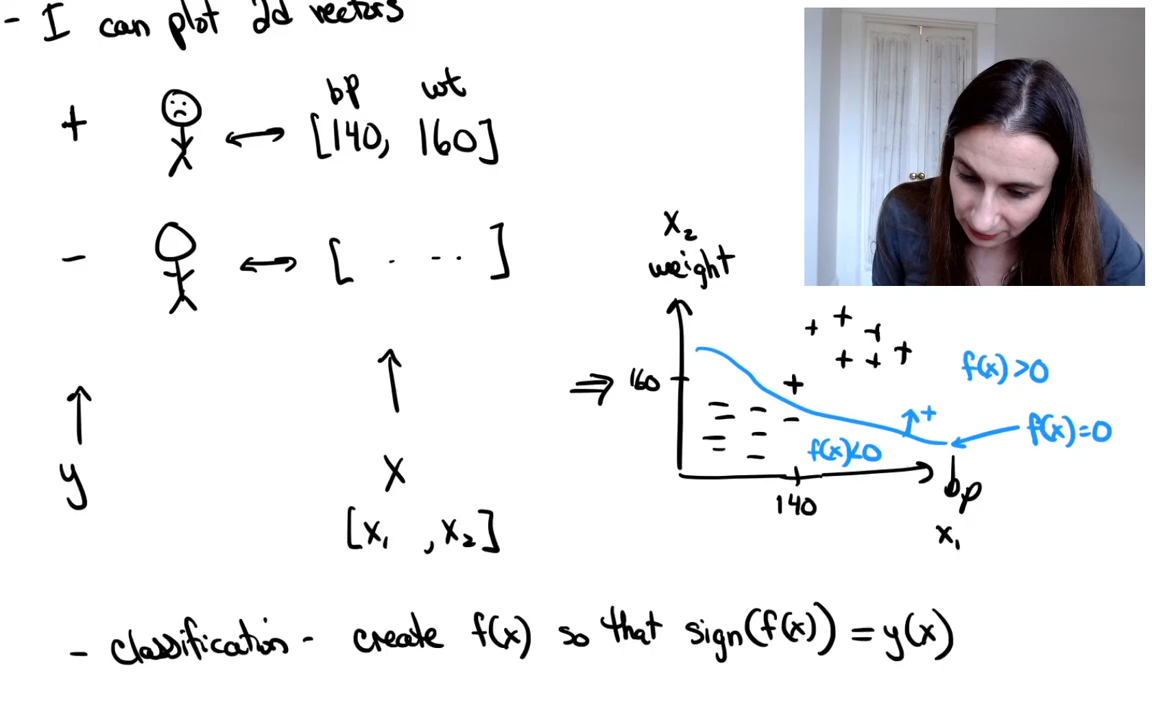 - I can plot 2d vectors
bp wt
+ ↔ [140, 160]
- ↔ [ . . . . ]
y
x
[x₁ , x₂]
x₂
weight
f(x) >0
⇒ 160
+
f(x)=0
f(x)<0
140
bp
x₁
- classification - create f(x) so that sign(f(x)) = y(x)